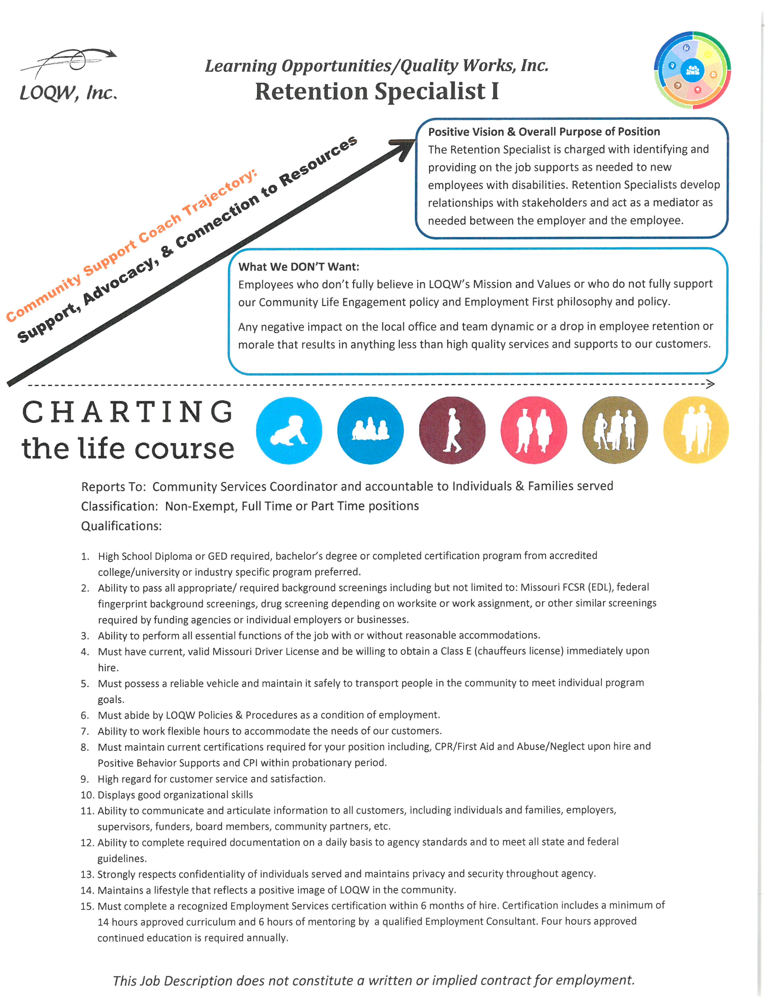 LOQW, Inc.
Learning Opportunities/Quality Works, Inc.
Retention Specialist I
Community Support Coach Trajectory:
Support, Advocacy, & Connection to Resources
Positive Vision & Overall Purpose of Position
The Retention Specialist is charged with identifying and
providing on the job supports as needed to new
employees with disabilities. Retention Specialists develop
relationships with stakeholders and act as a mediator as
needed between the employer and the employee.
What We DON'T Want:
Employees who don't fully believe in LOQW's Mission and Values or who do not fully support
our Community Life Engagement policy and Employment First philosophy and policy.
Any negative impact on the local office and team dynamic or a drop in employee retention or
morale that results in anything less than high quality services and supports to our customers.
CHARTING
the life course
Reports To: Community Services Coordinator and accountable to Individuals & Families served
Classification: Non-Exempt, Full Time or Part Time positions
Qualifications:
1. High School Diploma or GED required, bachelor's degree or completed certification program from accredited
college/university or industry specific program preferred.
2. Ability to pass all appropriate/ required background screenings including but not limited to: Missouri FCSR (EDL), federal
fingerprint background screenings, drug screening depending on worksite or work assignment, or other similar screenings
required by funding agencies or individual employers or businesses.
3. Ability to perform all essential functions of the job with or without reasonable accommodations.
4. Must have current, valid Missouri Driver License and be willing to obtain a Class E (chauffeurs license) immediately upon
hire.
5. Must possess a reliable vehicle and maintain it safely to transport people in the community to meet individual program
goals.
6. Must abide by LOQW Policies & Procedures as a condition of employment.
7. Ability to work flexible hours to accommodate the needs of our customers.
8. Must maintain current certifications required for your position including, CPR/First Aid and Abuse/Neglect upon hire and
Positive Behavior Supports and CPI within probationary period.
9. High regard for customer service and satisfaction.
10. Displays good organizational skills
11. Ability to communicate and articulate information to all customers, including individuals and families, employers,
supervisors, funders, board members, community partners, etc.
12. Ability to complete required documentation on a daily basis to agency standards and to meet all state and federal
guidelines.
13. Strongly respects confidentiality of individuals served and maintains privacy and security throughout agency.
14. Maintains a lifestyle that reflects a positive image of LOQW in the community.
15. Must complete a recognized Employment Services certification within 6 months of hire. Certification includes a minimum of
14 hours approved curriculum and 6 hours of mentoring by a qualified Employment Consultant. Four hours approved
continued education is required annually.
This Job Description does not constitute a written or implied contract for employment.